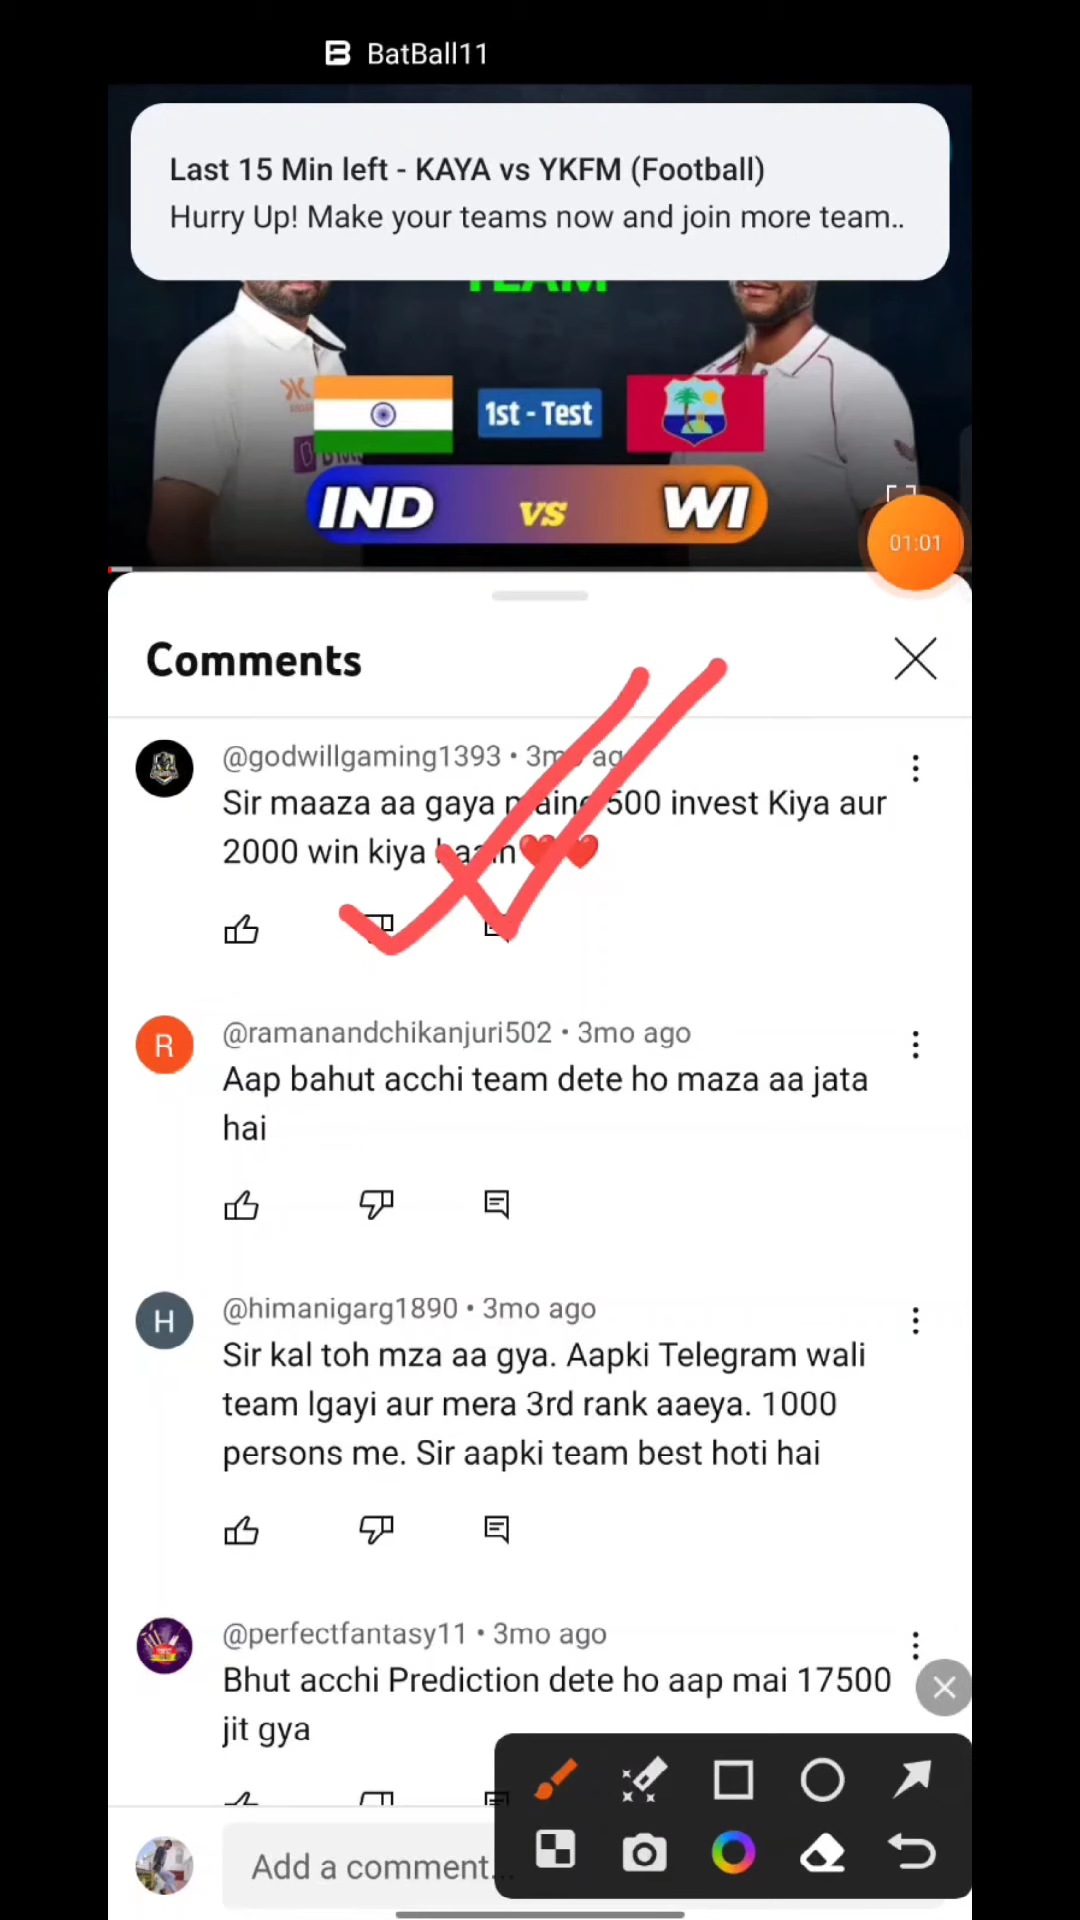 BatBall11
Last 15 Min left - KAYA vs YKFM (Football)
Hurry Up! Make your teams now and join more team..
TEAM
1st - Test
IND vs WI
01:01
Comments
@godwillgaming1393 • 3mo ago
Sir maaza aa gaya maine 500 invest Kiya aur
2000 win kiya haain❤️❤️
R
@ramanandchikanjuri502 • 3mo ago
Aap bahut acchi team dete ho maza aa jata
hai
H
@himanigarg1890 • 3mo ago
Sir kal toh mza aa gya. Aapki Telegram wali
team lgayi aur mera 3rd rank aaeya. 1000
persons me. Sir aapki team best hoti hai
@perfectfantasy11 • 3mo ago
Bhut acchi Prediction dete ho aap mai 17500
jit gya
Add a comment...